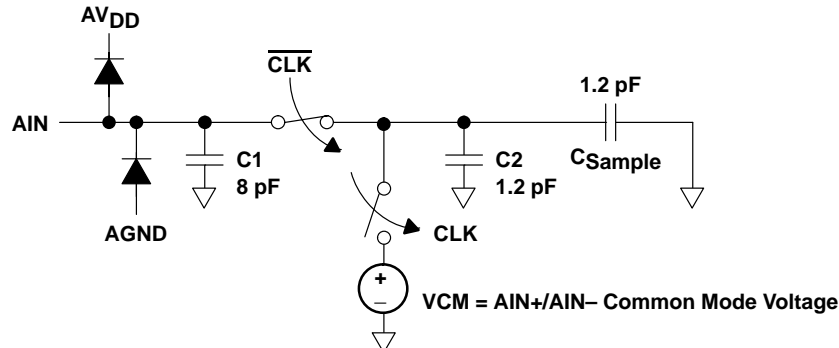 AVDD
CLK
1.2 pF
AIN
C1
8 pF
C2
1.2 pF
CSample
AGND
CLK
+
–
VCM = AIN+/AIN– Common Mode Voltage